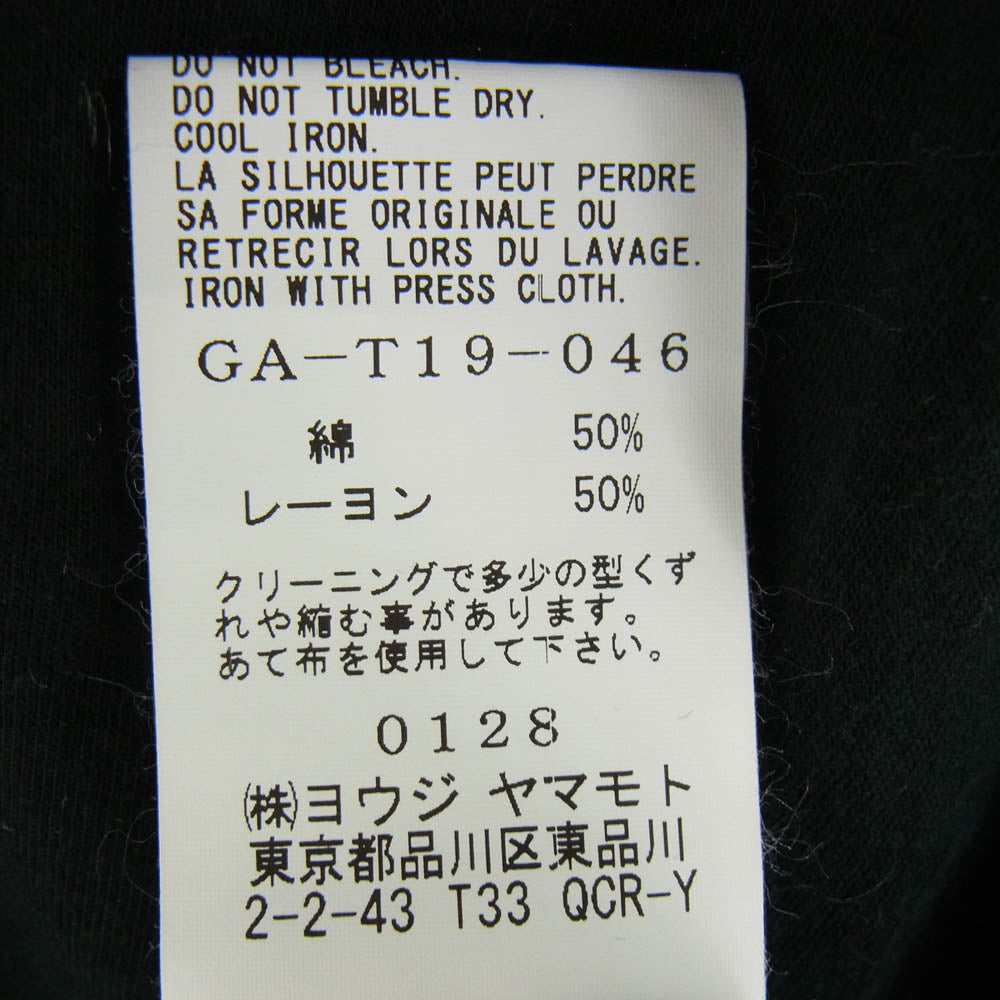 DO NOT BLEACH.
DO NOT TUMBLE DRY.
COOL IRON.
LA SILHOUETTE PEUT PERDRE
SA FORME ORIGINALE OU
RETRECIR LORS DU LAVAGE.
IRON WITH PRESS CLOTH.
GA-T19-046
綿 50%
レーヨン 50%
クリーニングで多少の型くず
れや縮む事があります。
あて布を使用して下さい。
0128
㈱ヨウジ ヤマモト
東京都品川区東品川
2-2-43 T33 QCR-Y